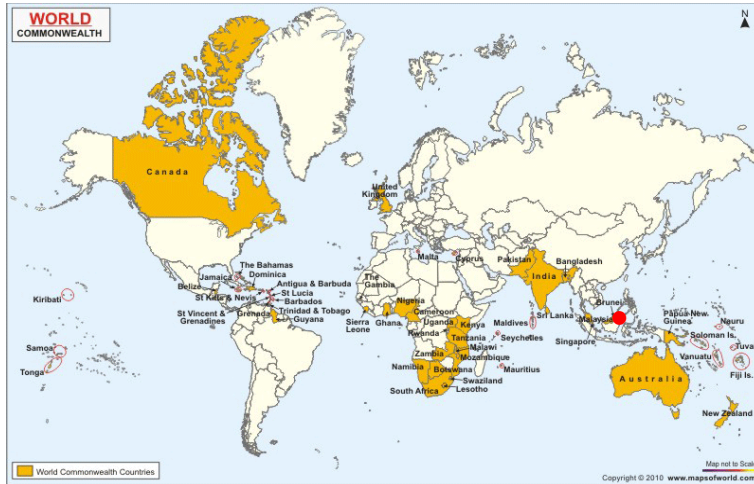 WORLD
COMMONWEALTH
N
Canada
United
Kingdom
The Bahamas
Dominica
Jamaica
Antigua & Barbuda
Belize
St Lucia
St Kitts & Nevis
Barbados
Trinidad & Tobago
St Vincent &
Grenadines
Grenada
Guyana
Kiribati
Samoa
Tonga
Malta
Cyprus
Pakistan
Bangladesh
India
The
Gambia
Nigeria
Cameroon
Sierra
Leone
Ghana
Uganda
Kenya
Rwanda
Tanzania
Malawi
Zambia
Mozambique
Namibia
Botswana
Swaziland
Lesotho
South Africa
Maldives
Sri Lanka
Seychelles
Mauritius
Brunei
Malaysia
Singapore
Papua New
Guinea
Nauru
Soloman Is.
Tuva
Vanuatu
Fiji Is.
Australia
New Zealand
World Commonwealth Countries
Map not to Scale
Copyright © 2010 www.mapsofworld.com